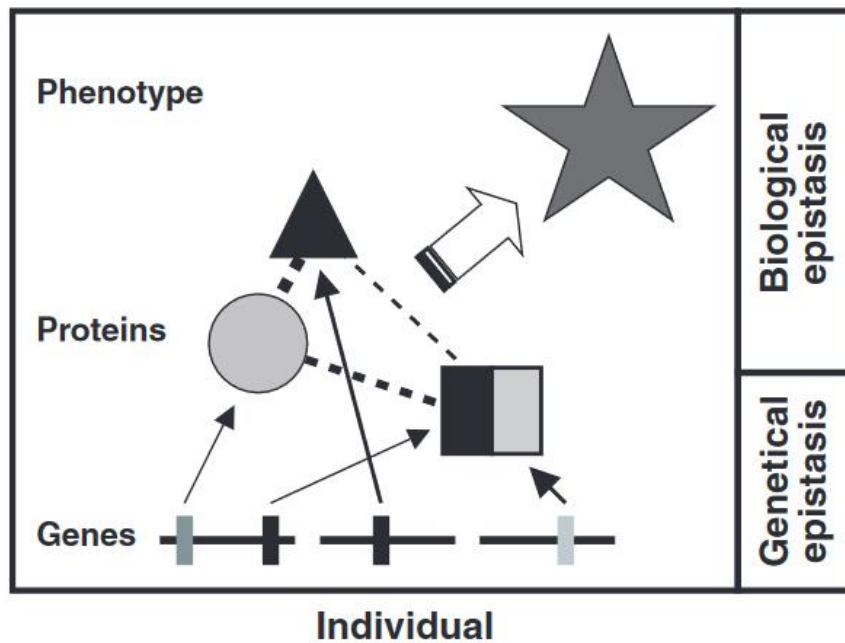 Phenotype
Proteins
Genes
Biological
epistasis
Genetical
epistasis
Individual